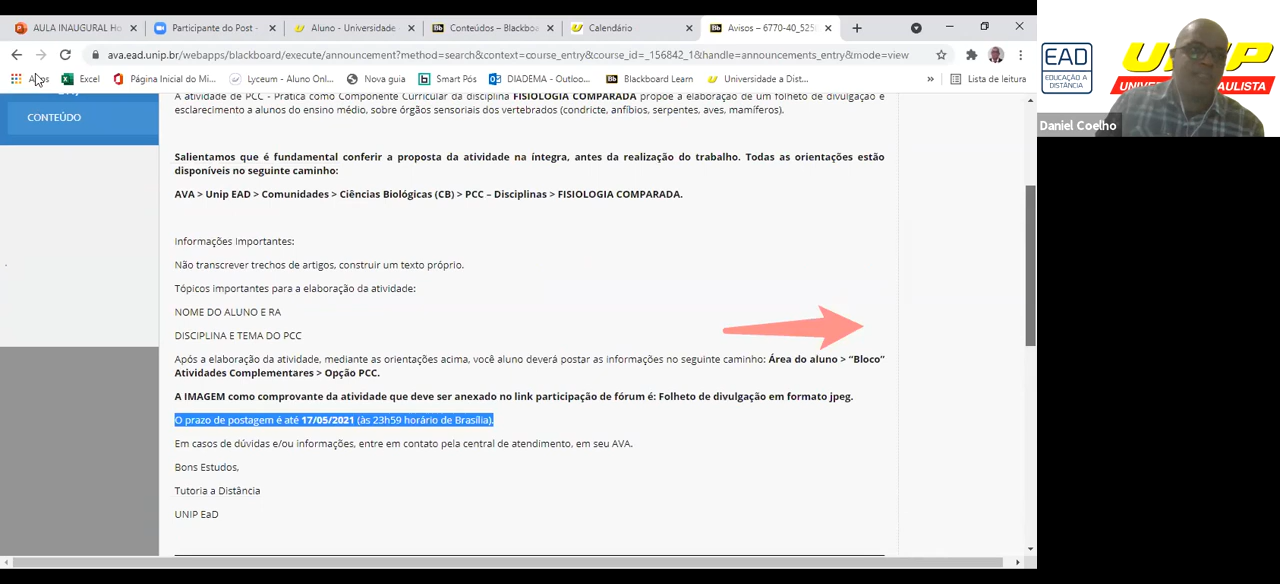 AULA INAUGURAL Ho
Participante do Post -
Aluno - Universidade
Conteúdos – Blackboa
Calendário
Avisos – 6770-40_525
ava.ead.unip.br/webapps/blackboard/execute/announcement?method=search&context=course_entry&course_id=_156842_1&handle=announcements_entry&mode=view
Excel
Página Inicial do Mi...
Lyceum - Aluno Onl...
Nova guia
Smart Pós
DIADEMA - Outloo...
Blackboard Learn
Universidade a Dist...
»
Lista de leitura
CONTEÚDO
A atividade de PCC - Prática como Componente Curricular da disciplina FISIOLOGIA COMPARADA propõe a elaboração de um folheto de divulgação e
esclarecimento a alunos do ensino médio, sobre órgãos sensoriais dos vertebrados (condricte, anfíbios, serpentes, aves, mamíferos).
Salientamos que é fundamental conferir a proposta da atividade na íntegra, antes da realização do trabalho. Todas as orientações estão
disponíveis no seguinte caminho:
AVA > Unip EAD > Comunidades > Ciências Biológicas (CB) > PCC – Disciplinas > FISIOLOGIA COMPARADA.
Informações Importantes:
Não transcrever trechos de artigos, construir um texto próprio.
Tópicos importantes para a elaboração da atividade:
NOME DO ALUNO E RA
DISCIPLINA E TEMA DO PCC
Após a elaboração da atividade, mediante as orientações acima, você aluno deverá postar as informações no seguinte caminho: Área do aluno > “Bloco”
Atividades Complementares > Opção PCC.
A IMAGEM como comprovante da atividade que deve ser anexado no link participação de fórum é: Folheto de divulgação em formato jpeg.
O prazo de postagem é até 17/05/2021 (às 23h59 horário de Brasília).
Em casos de dúvidas e/ou informações, entre em contato pela central de atendimento, em seu AVA.
Bons Estudos,
Tutoria a Distância
UNIP EaD
EAD
EDUCAÇÃO A
DISTÂNCIA
Daniel Coelho